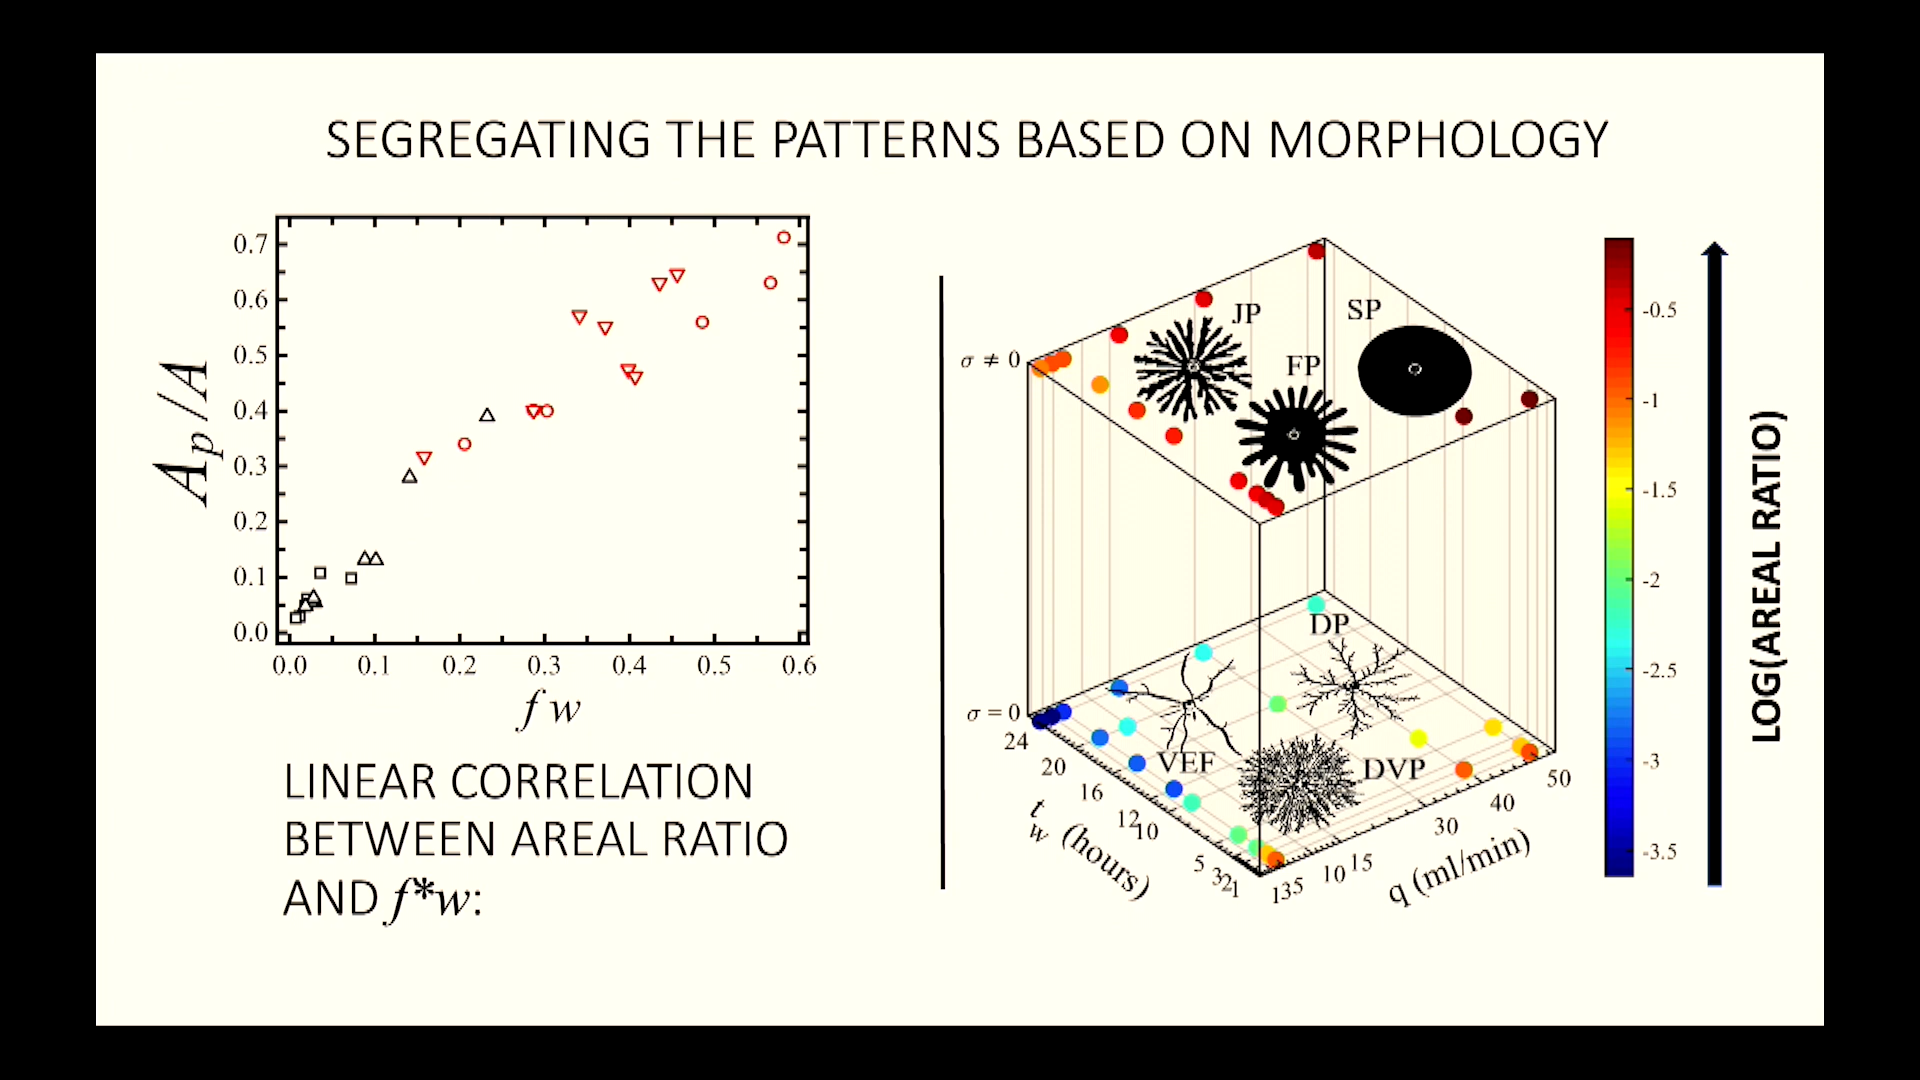 SEGREGATING THE PATTERNS BASED ON MORPHOLOGY
A_p/A
0.7
0.6
0.5
0.4
0.3
0.2
0.1
0.0
0.0 0.1 0.2 0.3 0.4 0.5 0.6
f w
LINEAR CORRELATION
BETWEEN AREAL RATIO
AND f*w:
JP
SP
FP
σ ≠ 0
DP
VEF
DVP
σ = 0
24
20
16
12
10
5
3
2
1
t_w (hours)
1
3
5
10
15
30
40
50
q (ml/min)
-0.5
-1
-1.5
-2
-2.5
-3
-3.5
LOG(AREAL RATIO)